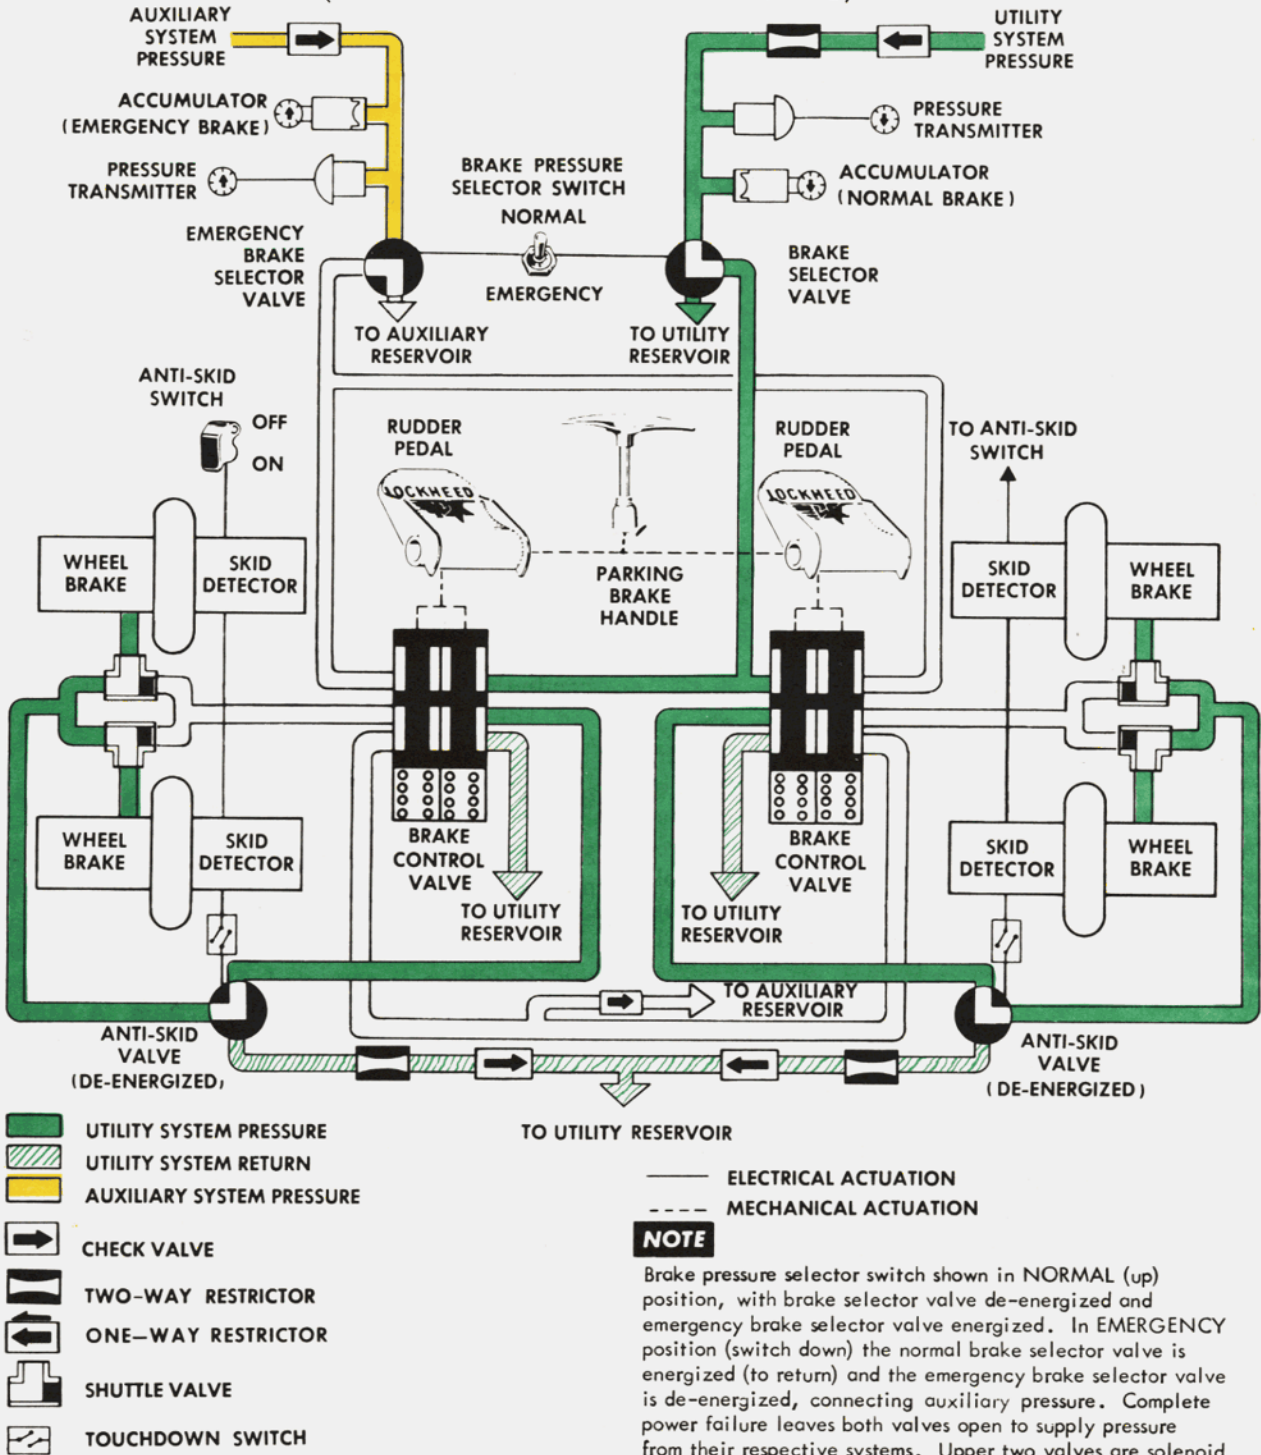 AUXILIARY
SYSTEM
PRESSURE
UTILITY
SYSTEM
PRESSURE
ACCUMULATOR
(EMERGENCY BRAKE)
PRESSURE
TRANSMITTER
PRESSURE
TRANSMITTER
BRAKE PRESSURE
SELECTOR SWITCH
NORMAL
EMERGENCY
ACCUMULATOR
(NORMAL BRAKE)
EMERGENCY
BRAKE
SELECTOR
VALVE
BRAKE
SELECTOR
VALVE
TO AUXILIARY
RESERVOIR
TO UTILITY
RESERVOIR
ANTI-SKID
SWITCH
OFF
ON
RUDDER
PEDAL
LOCKHEED
PARKING
BRAKE
HANDLE
RUDDER
PEDAL
LOCKHEED
TO ANTI-SKID
SWITCH
WHEEL
BRAKE
SKID
DETECTOR
SKID
DETECTOR
WHEEL
BRAKE
WHEEL
BRAKE
SKID
DETECTOR
BRAKE
CONTROL
VALVE
BRAKE
CONTROL
VALVE
SKID
DETECTOR
WHEEL
BRAKE
TO UTILITY
RESERVOIR
TO UTILITY
RESERVOIR
TO AUXILIARY
RESERVOIR
ANTI-SKID
VALVE
(DE-ENERGIZED)
ANTI-SKID
VALVE
(DE-ENERGIZED)
TO UTILITY RESERVOIR
UTILITY SYSTEM PRESSURE
UTILITY SYSTEM RETURN
AUXILIARY SYSTEM PRESSURE
CHECK VALVE
TWO-WAY RESTRICTOR
ONE-WAY RESTRICTOR
SHUTTLE VALVE
TOUCHDOWN SWITCH
ELECTRICAL ACTUATION
MECHANICAL ACTUATION
NOTE
Brake pressure selector switch shown in NORMAL (up)
position, with brake selector valve de-energized and
emergency brake selector valve energized. In EMERGENCY
position (switch down) the normal brake selector valve is
energized (to return) and the emergency brake selector valve
is de-energized, connecting auxiliary pressure. Complete
power failure leaves both valves open to supply pressure
from their respective systems. Upper two valves are solenoid